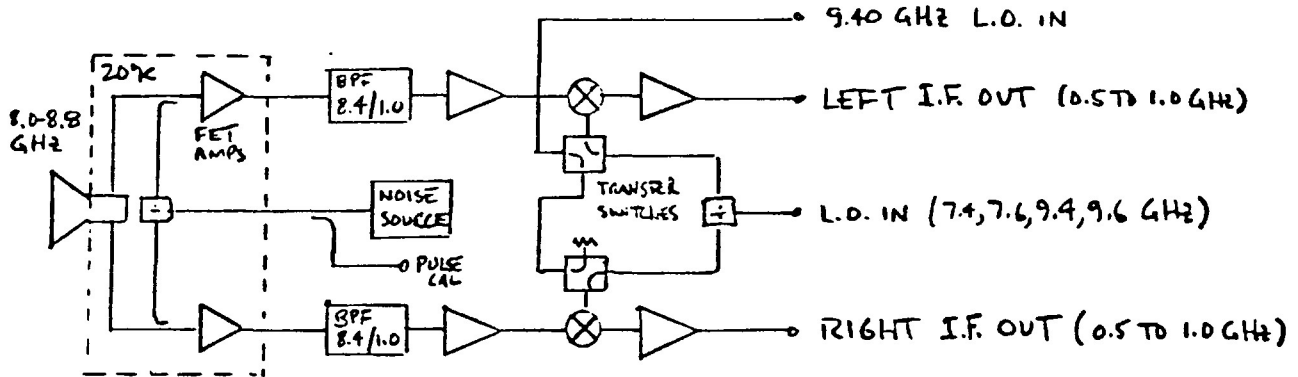 9.40 GHz L.O. IN
20°K
8.0-8.8
GHz
FET
AMPS
BPF
8.4/1.0
LEFT I.F. OUT (0.5 TO 1.0 GHz)
NOISE
SOURCE
PULSE
CAL
TRANSFER
SWITCHES
÷
÷
L.O. IN (7.4, 7.6, 9.4, 9.6 GHz)
BPF
8.4/1.0
RIGHT I.F. OUT (0.5 TO 1.0 GHz)